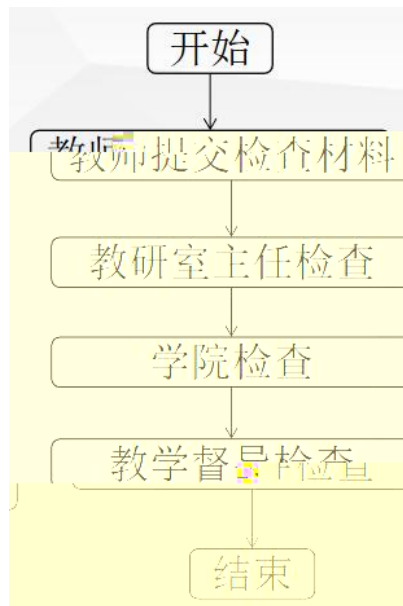 开始
教师提交检查材料
教研室主任检查
学院检查
教学督导检查
结束